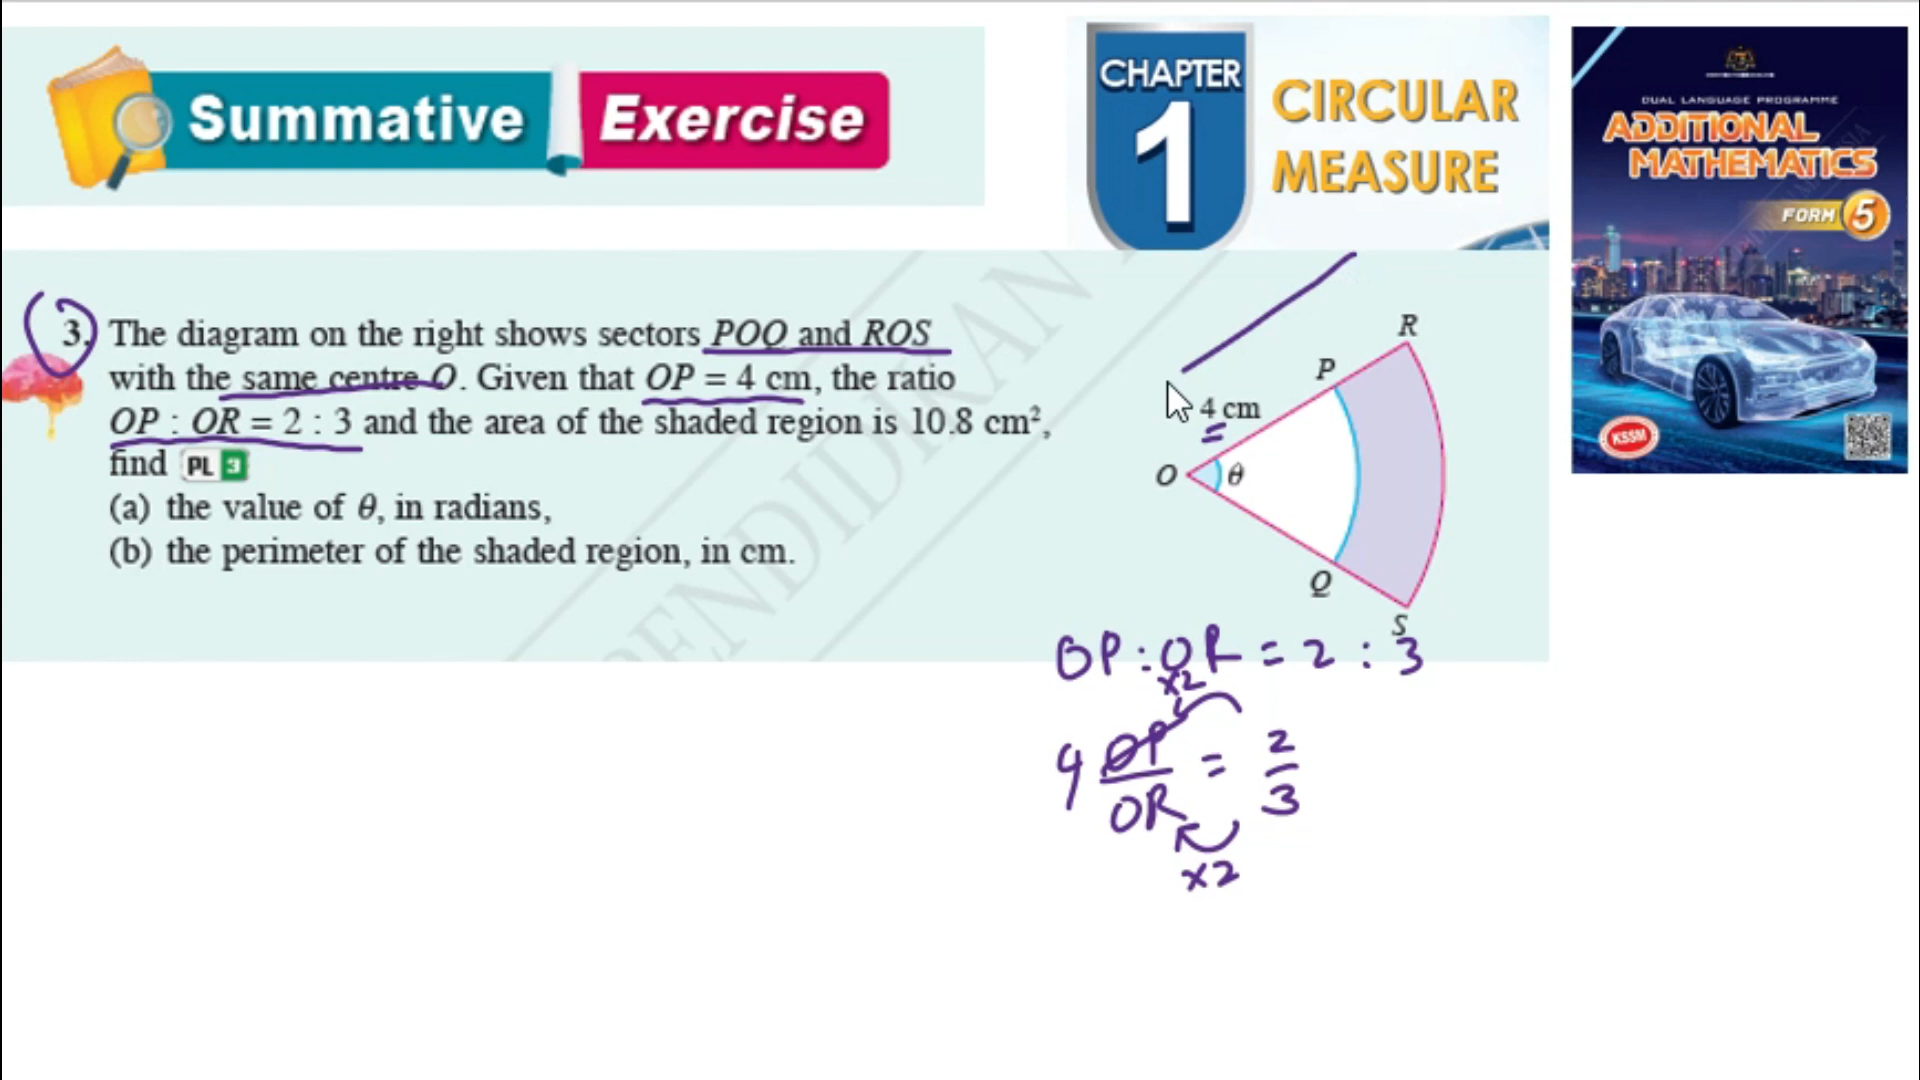 Summative Exercise
CHAPTER
1
CIRCULAR
MEASURE
DUAL LANGUAGE PROGRAMME
ADDITIONAL
MATHEMATICS
FORM 5
KSSM
3. The diagram on the right shows sectors POQ and ROS
with the same centre O. Given that OP = 4 cm, the ratio
OP : OR = 2 : 3 and the area of the shaded region is 10.8 cm²,
find PL 3
(a) the value of θ, in radians,
(b) the perimeter of the shaded region, in cm.
R
P
4 cm
O
θ
Q
S
OP : OR = 2 : 3
x2
4 OP = 2
OR 3
x2
PENDIDIKAN